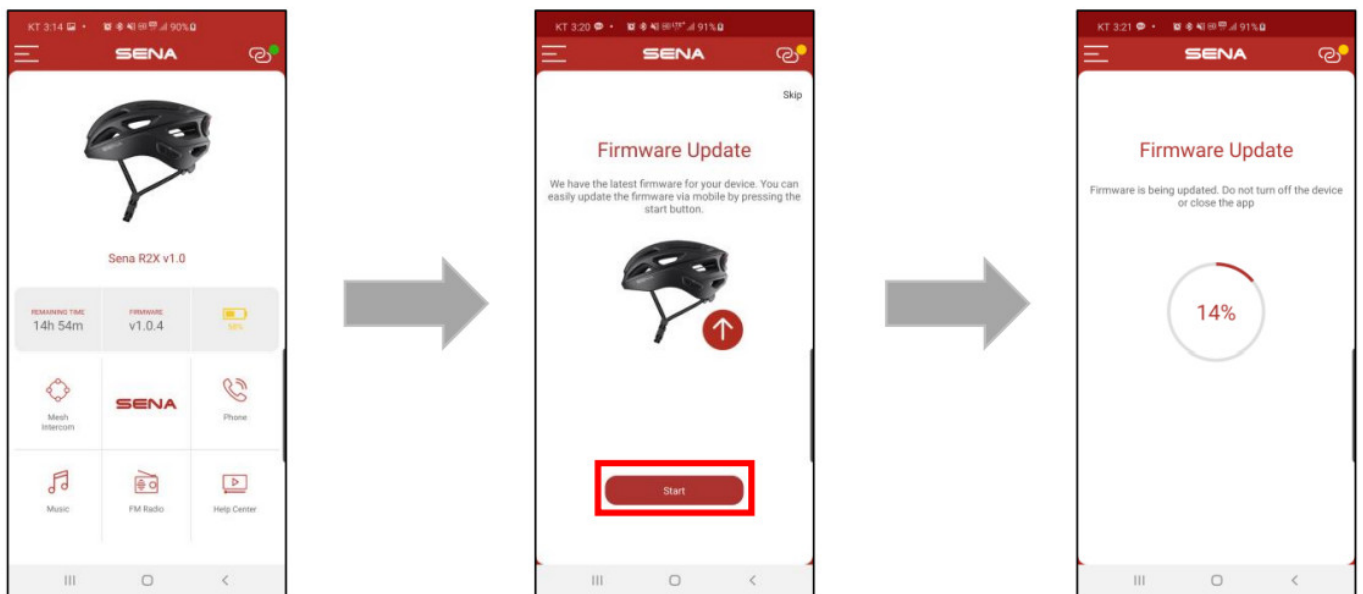 KT 3:14
90%
SENA
Sena R2X v1.0
REMAINING TIME
14h 54m
FIRMWARE
v1.0.4
50%
Mesh
Intercom
SENA
Phone
Music
FM Radio
Help Center
KT 3:20
91%
SENA
Skip
Firmware Update
We have the latest firmware for your device. You can
easily update the firmware via mobile by pressing the
start button.
Start
KT 3:21
91%
SENA
Firmware Update
Firmware is being updated. Do not turn off the device
or close the app
14%